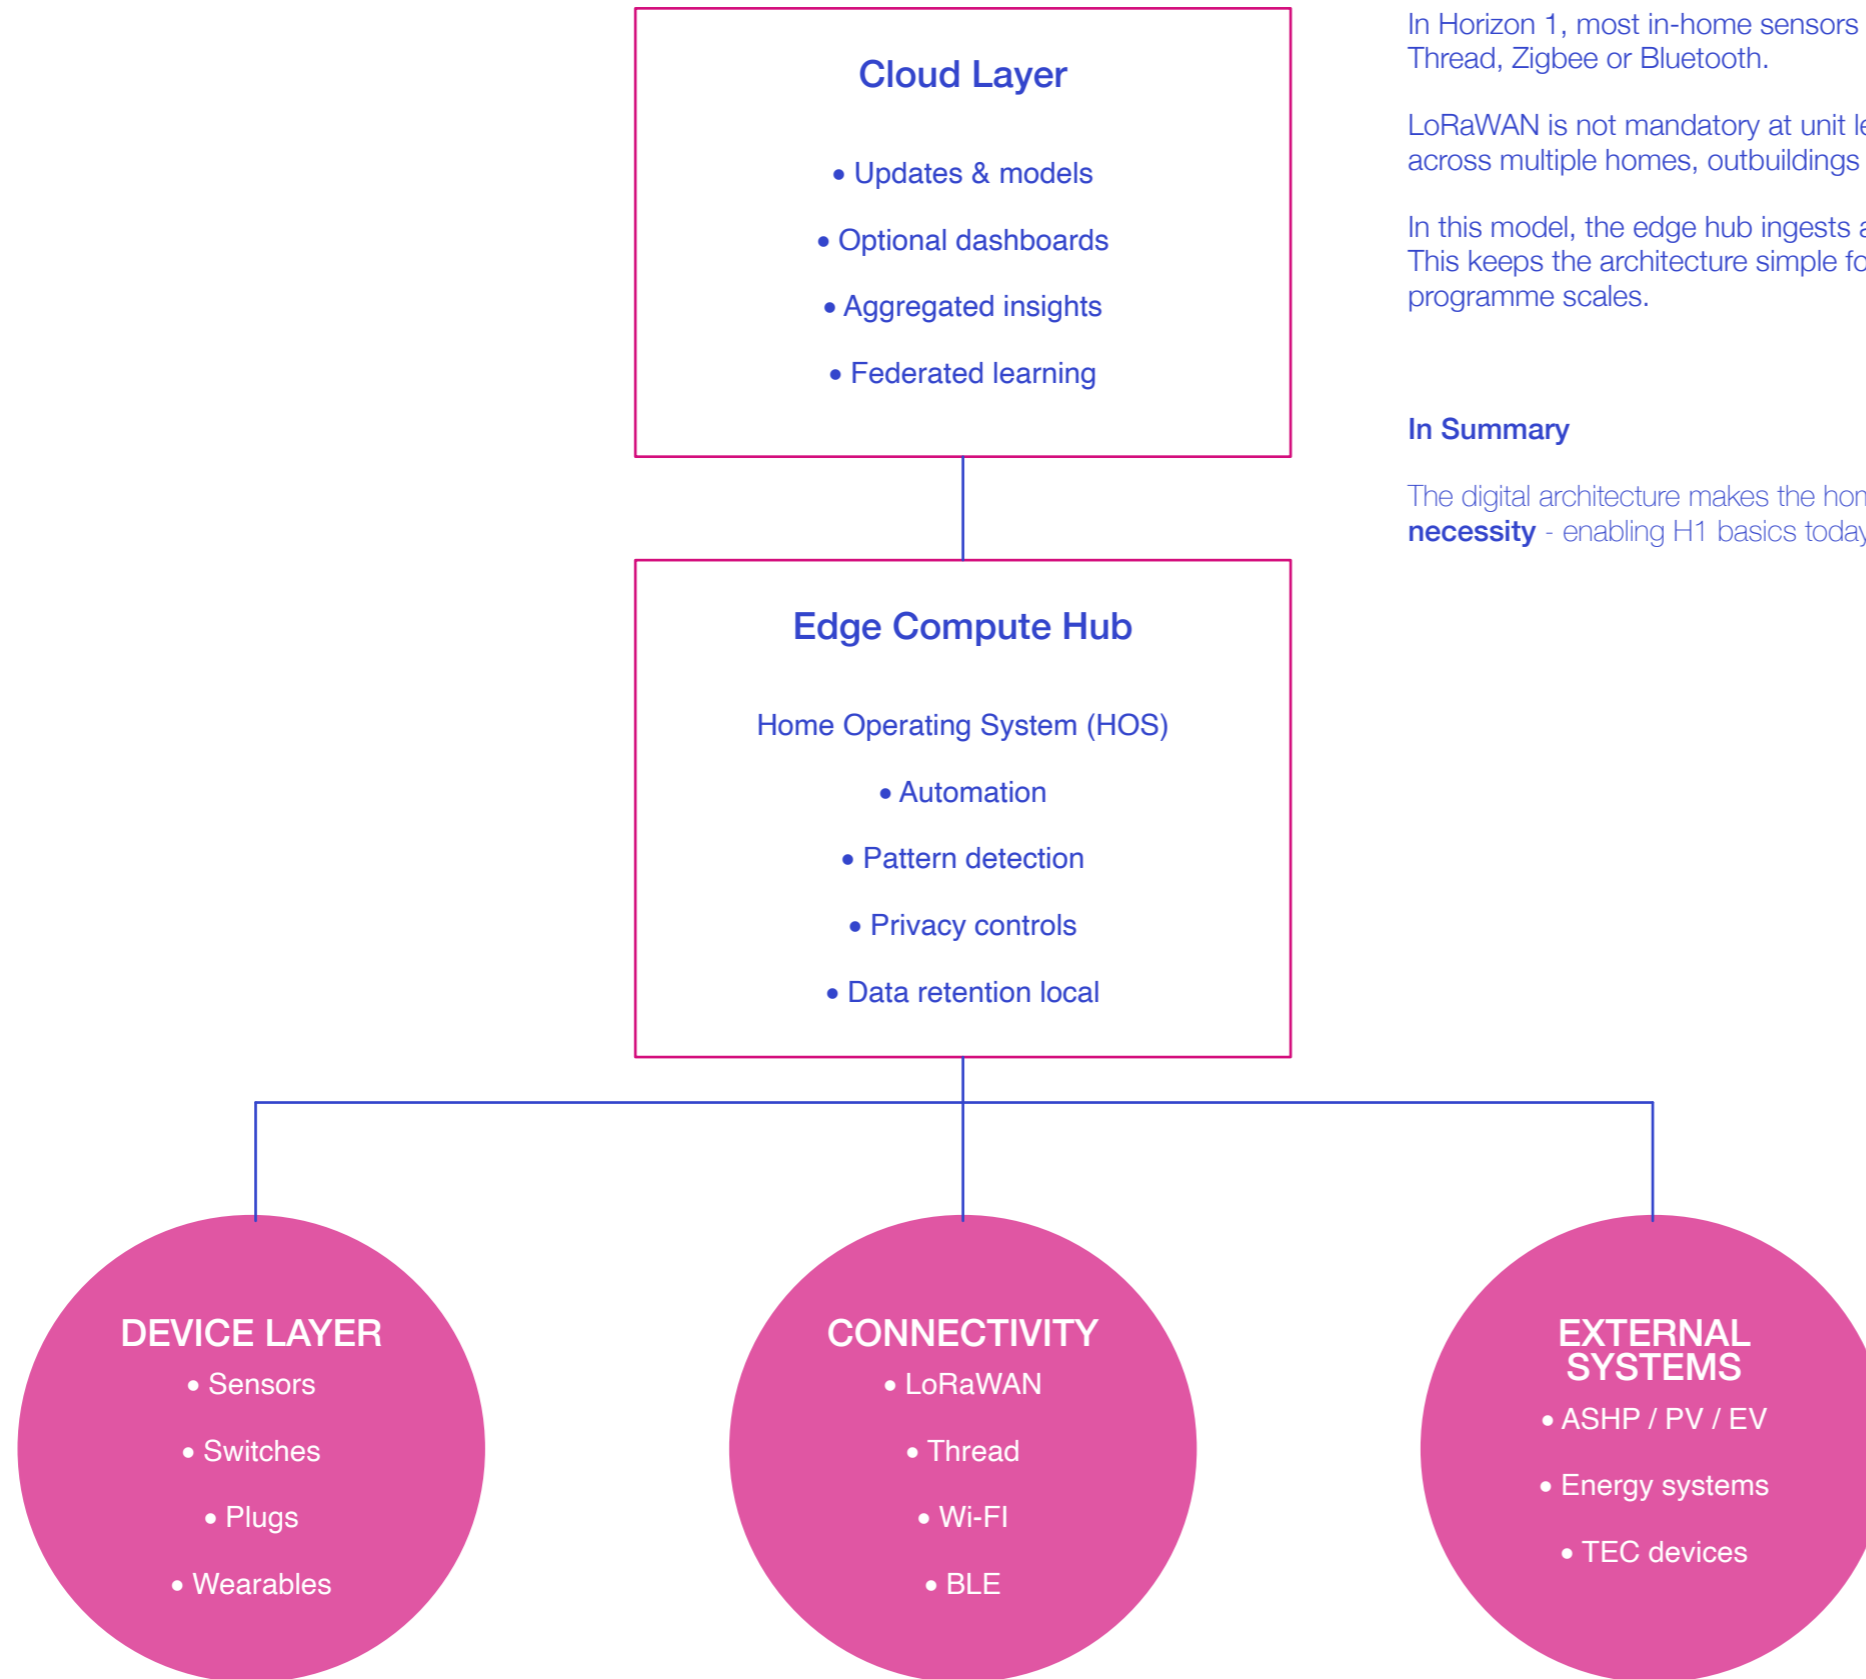 Cloud Layer
• Updates & models
• Optional dashboards
• Aggregated insights
• Federated learning
In Horizon 1, most in-home sensors
Thread, Zigbee or Bluetooth.
LoRaWAN is not mandatory at unit
across multiple homes, outbuildings
In this model, the edge hub ingests
This keeps the architecture simple
programme scales.
In Summary
The digital architecture makes the
necessity - enabling H1 basics today
Edge Compute Hub
Home Operating System (HOS)
• Automation
• Pattern detection
• Privacy controls
• Data retention local
DEVICE LAYER
• Sensors
• Switches
• Plugs
• Wearables
CONNECTIVITY
• LoRaWAN
• Thread
• Wi-FI
• BLE
EXTERNAL
SYSTEMS
• ASHP / PV / EV
• Energy systems
• TEC devices